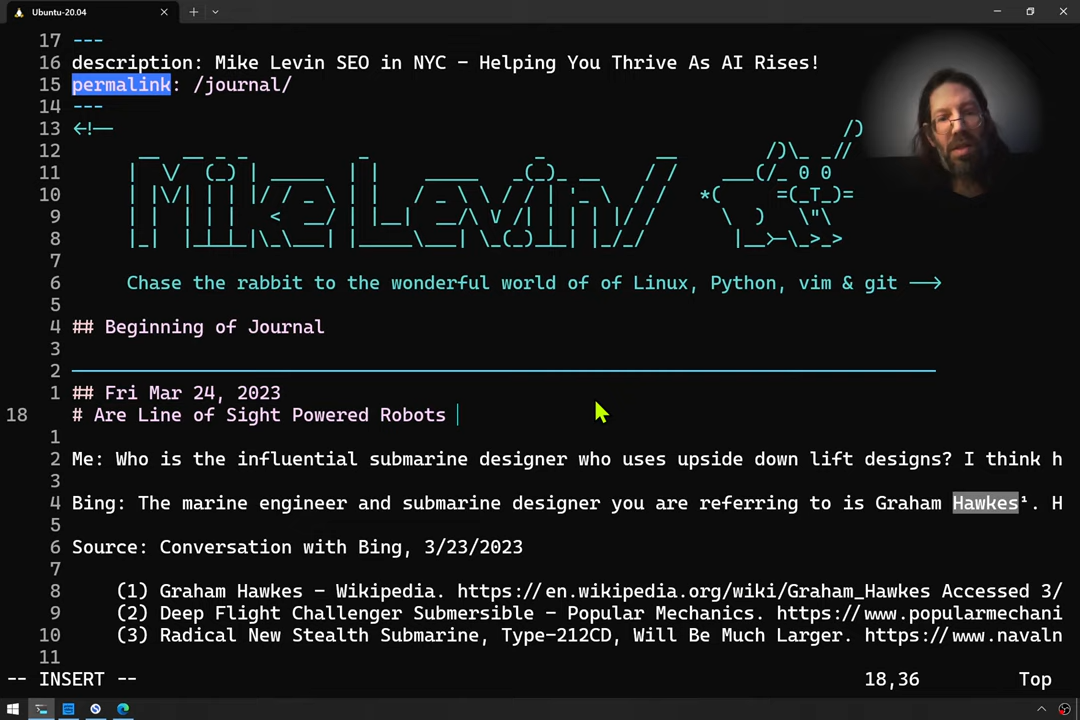 Ubuntu-20.04
17 ---
16 description: Mike Levin SEO in NYC - Helping You Thrive As AI Rises!
15 permalink: /journal/
14 ---
13 <!--
12
11
10
9
8
7
6 Chase the rabbit to the wonderful world of of Linux, Python, vim & git -->
5
4 ## Beginning of Journal
3
2
1 ## Fri Mar 24, 2023
18 # Are Line of Sight Powered Robots
1
2 Me: Who is the influential submarine designer who uses upside down lift designs? I think h
3
4 Bing: The marine engineer and submarine designer you are referring to is Graham Hawkes¹. H
5
6 Source: Conversation with Bing, 3/23/2023
7
8 (1) Graham Hawkes - Wikipedia. https://en.wikipedia.org/wiki/Graham_Hawkes Accessed 3/
9 (2) Deep Flight Challenger Submersible - Popular Mechanics. https://www.popularmechani
10 (3) Radical New Stealth Submarine, Type-212CD, Will Be Much Larger. https://www.navaln
11
-- INSERT -- 18,36 Top